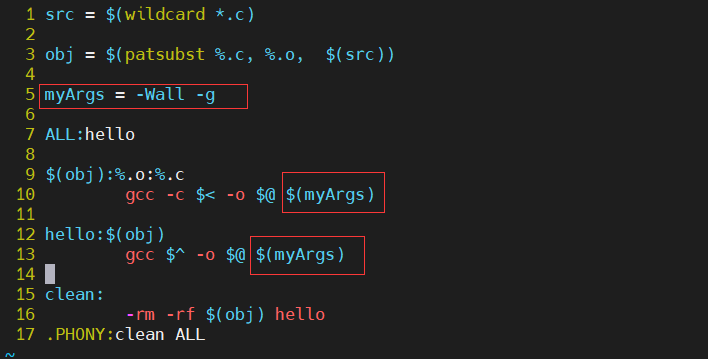 1 src = $(wildcard *.c)
2
3 obj = $(patsubst %.c, %.o,  $(src))
4
5 myArgs = -Wall -g
6
7 ALL:hello
8
9 $(obj):%.o:%.c
10         gcc -c $< -o $@ $(myArgs)
11
12 hello:$(obj)
13         gcc $^ -o $@ $(myArgs)
14
15 clean:
16         -rm -rf $(obj) hello
17 .PHONY:clean ALL
~